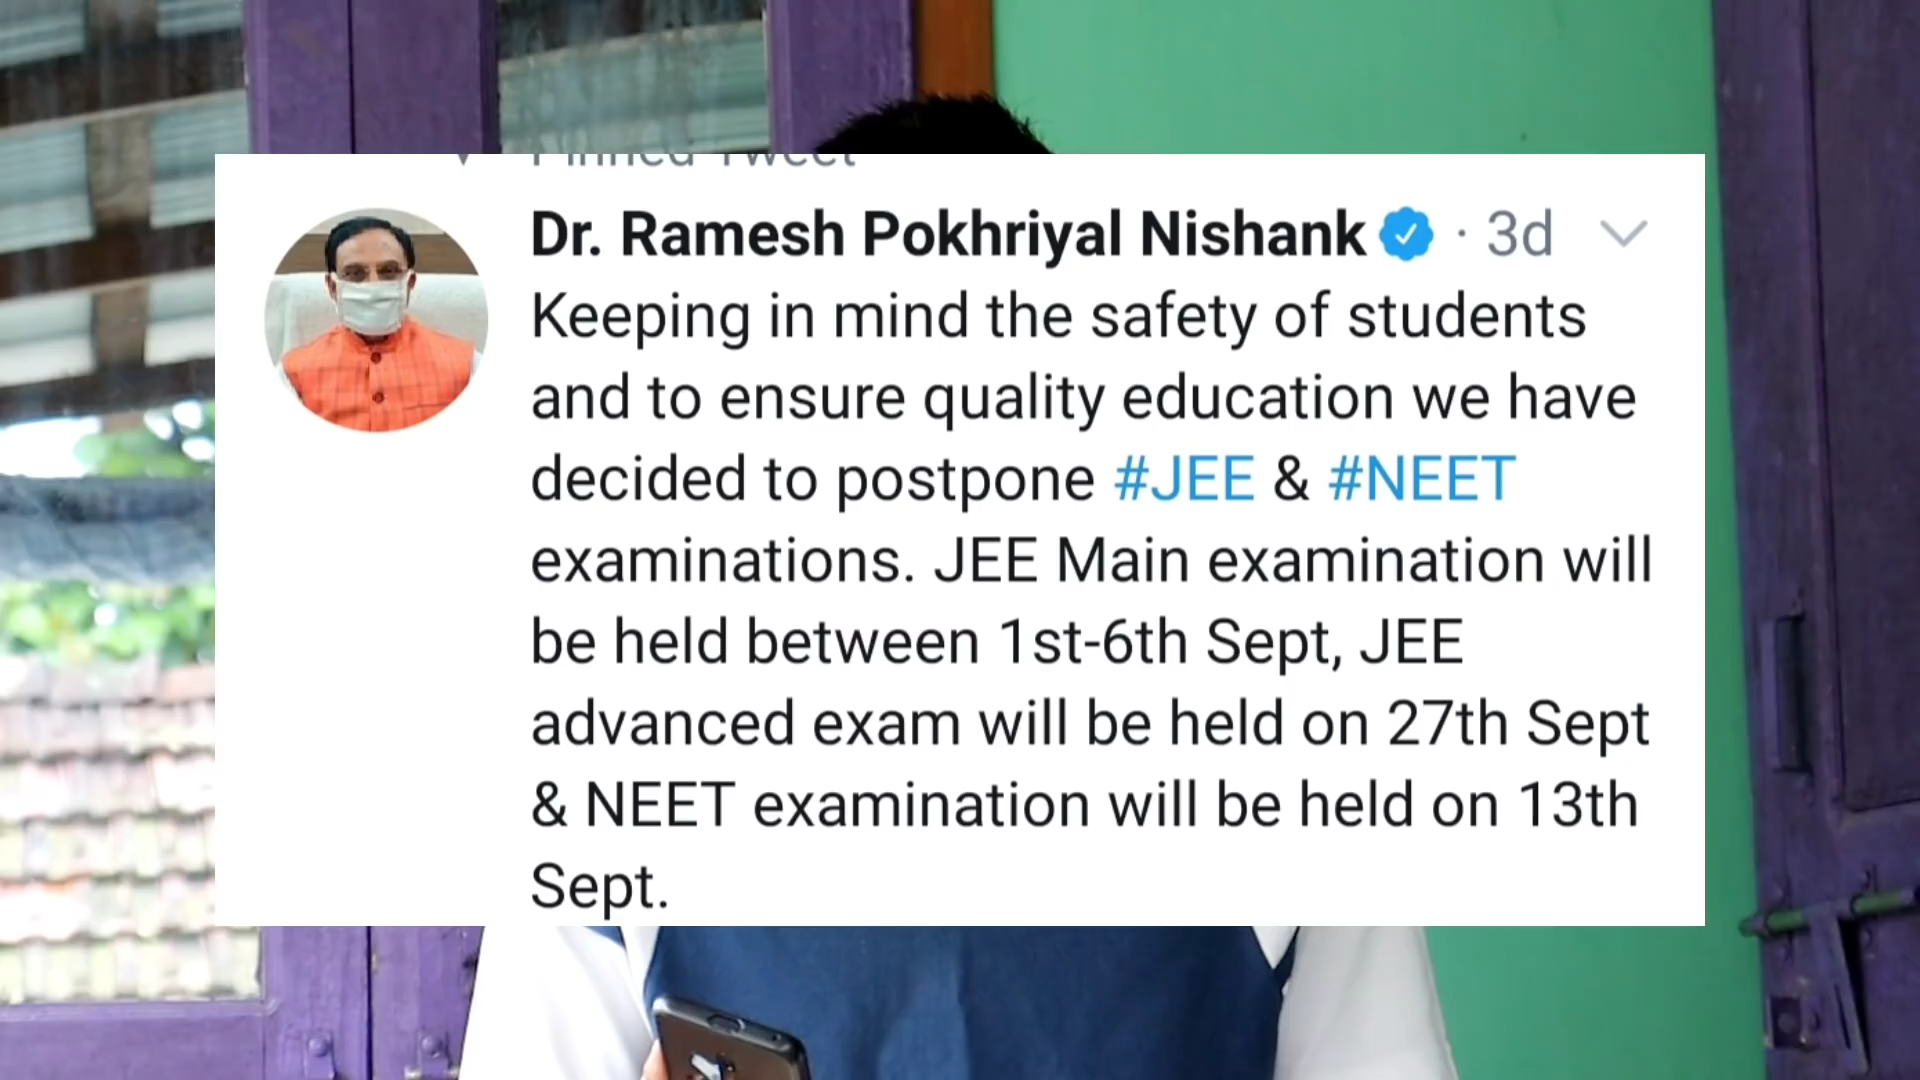 Pinned Tweet
Dr. Ramesh Pokhriyal Nishank · 3d
Keeping in mind the safety of students
and to ensure quality education we have
decided to postpone #JEE & #NEET
examinations. JEE Main examination will
be held between 1st-6th Sept, JEE
advanced exam will be held on 27th Sept
& NEET examination will be held on 13th
Sept.